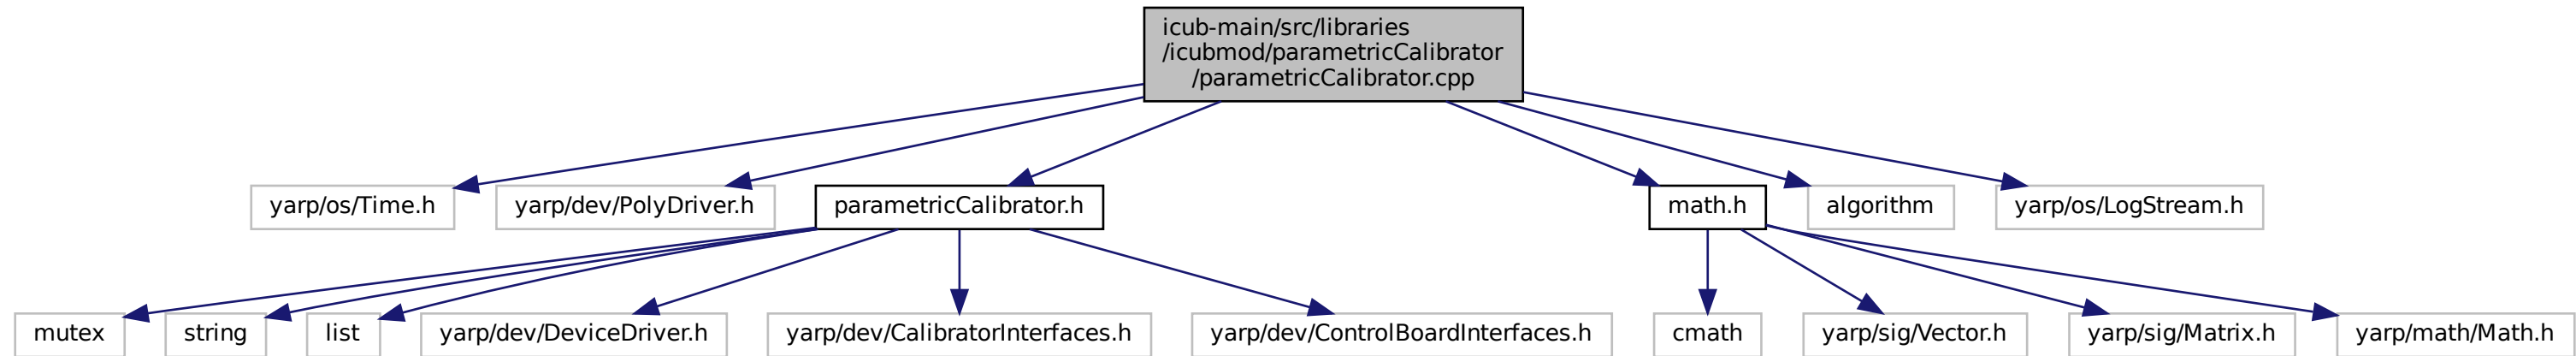 icub-main/src/libraries
/icubmod/parametricCalibrator
/parametricCalibrator.cpp
yarp/os/Time.h
yarp/dev/PolyDriver.h
parametricCalibrator.h
math.h
algorithm
yarp/os/LogStream.h
mutex
string
list
yarp/dev/DeviceDriver.h
yarp/dev/CalibratorInterfaces.h
yarp/dev/ControlBoardInterfaces.h
cmath
yarp/sig/Vector.h
yarp/sig/Matrix.h
yarp/math/Math.h